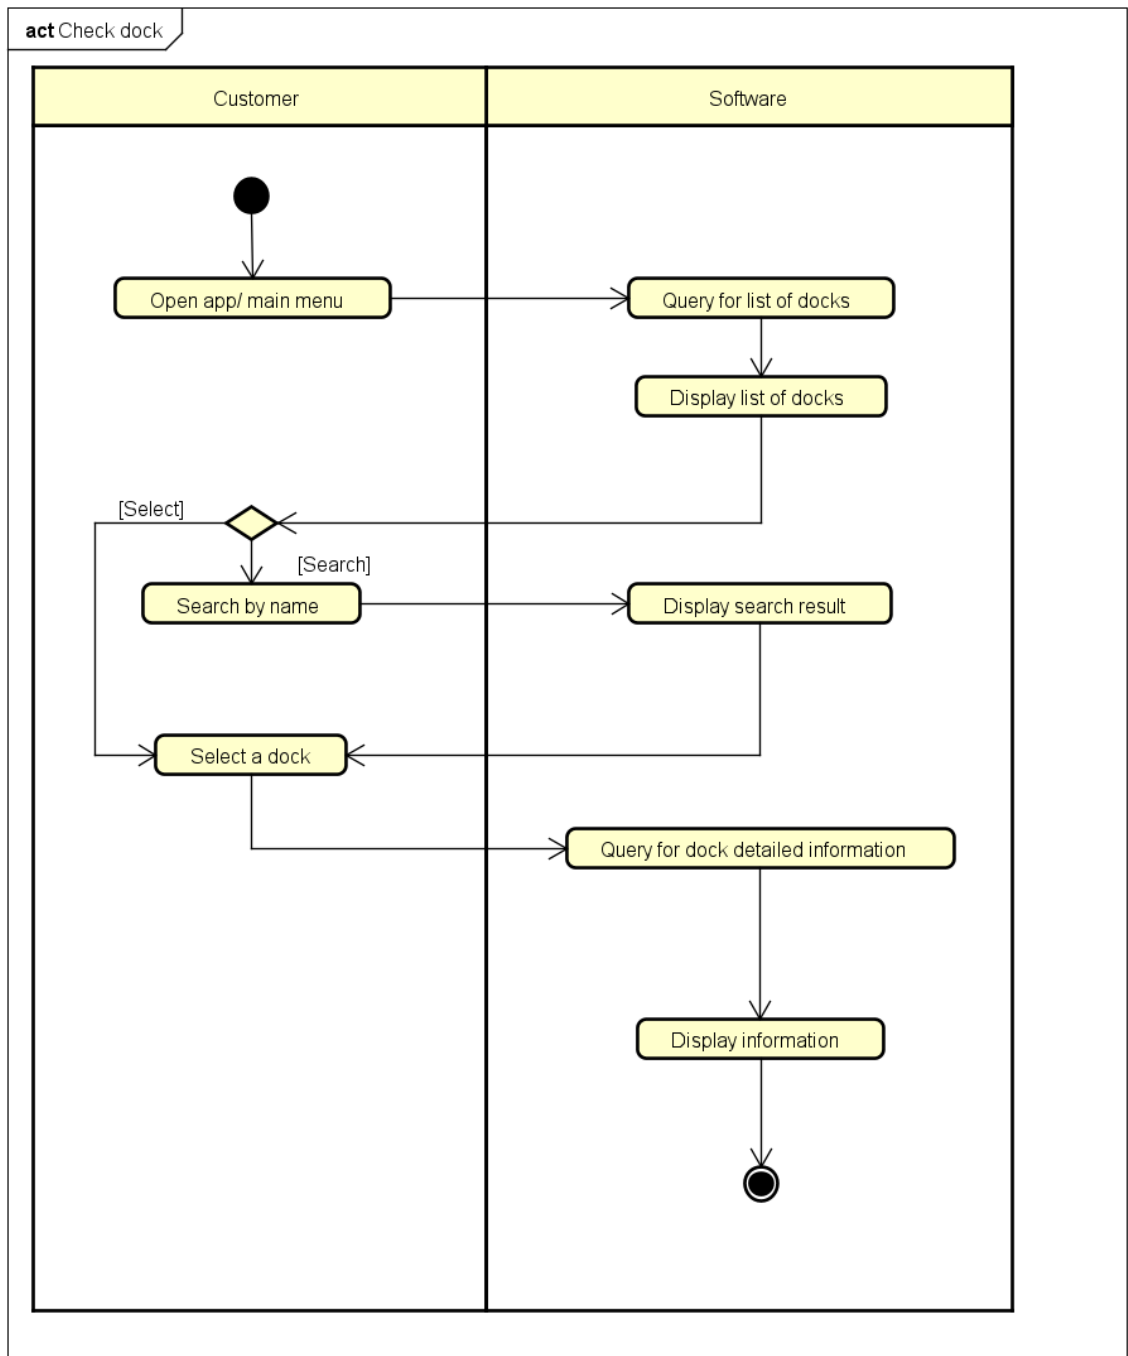 act Check dock
Customer
Software
Open app/ main menu
Query for list of docks
Display list of docks
[Select]
[Search]
Search by name
Display search result
Select a dock
Query for dock detailed information
Display information